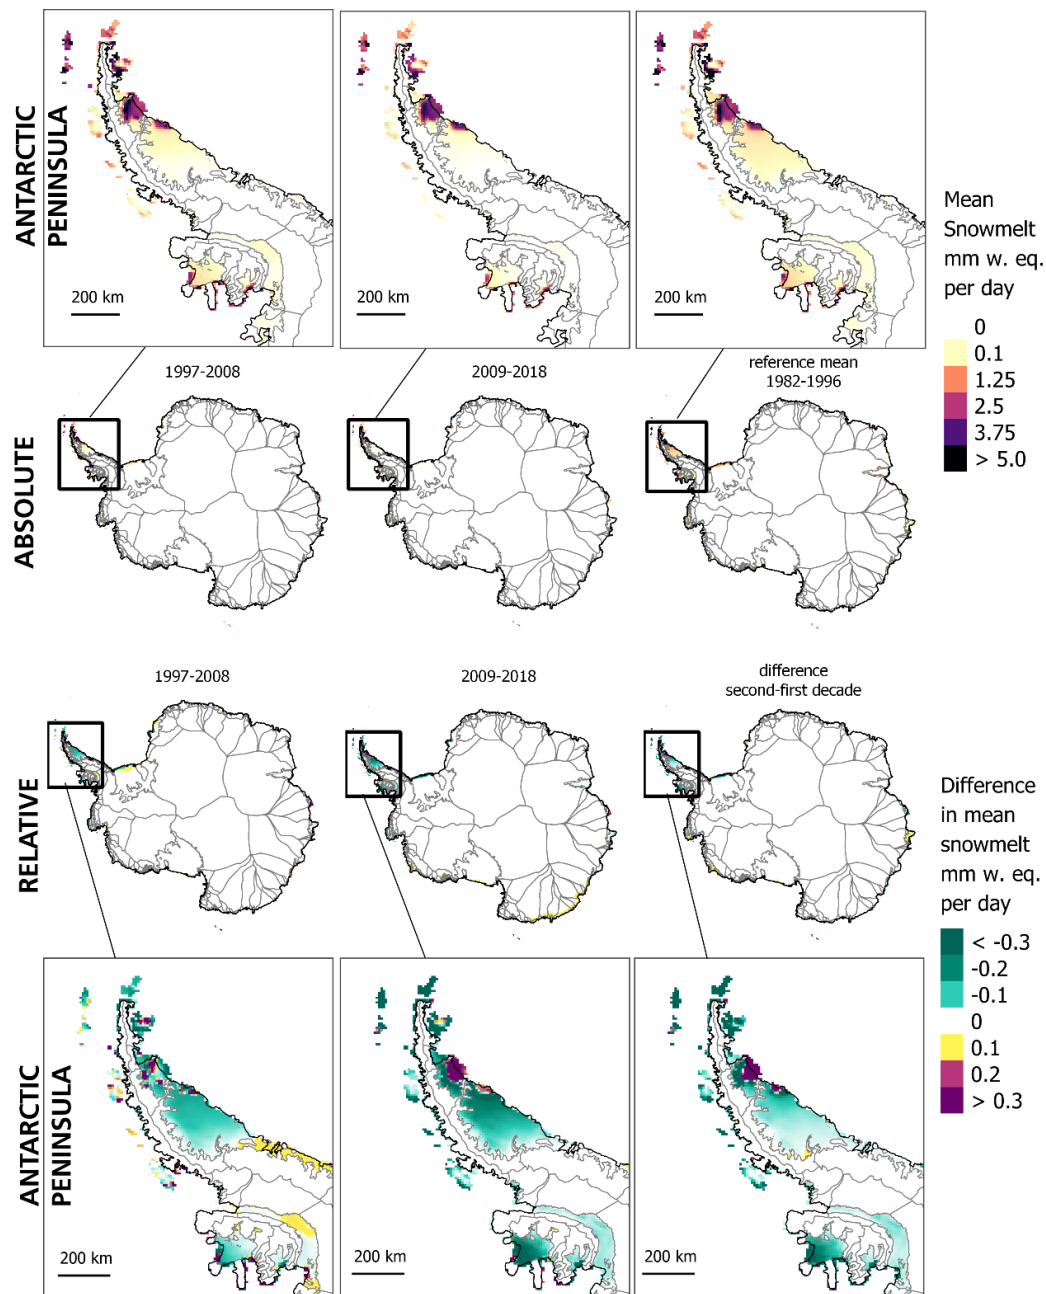 ANTARCTIC
PENINSULA
200 km
200 km
200 km
Mean
Snowmelt
mm w. eq.
per day
0
0.1
1.25
2.5
3.75
> 5.0
ABSOLUTE
1997-2008
2009-2018
reference mean
1982-1996
RELATIVE
1997-2008
2009-2018
difference
second-first decade
Difference
in mean
snowmelt
mm w. eq.
per day
< -0.3
-0.2
-0.1
0
0.1
0.2
> 0.3
ANTARCTIC
PENINSULA
200 km
200 km
200 km